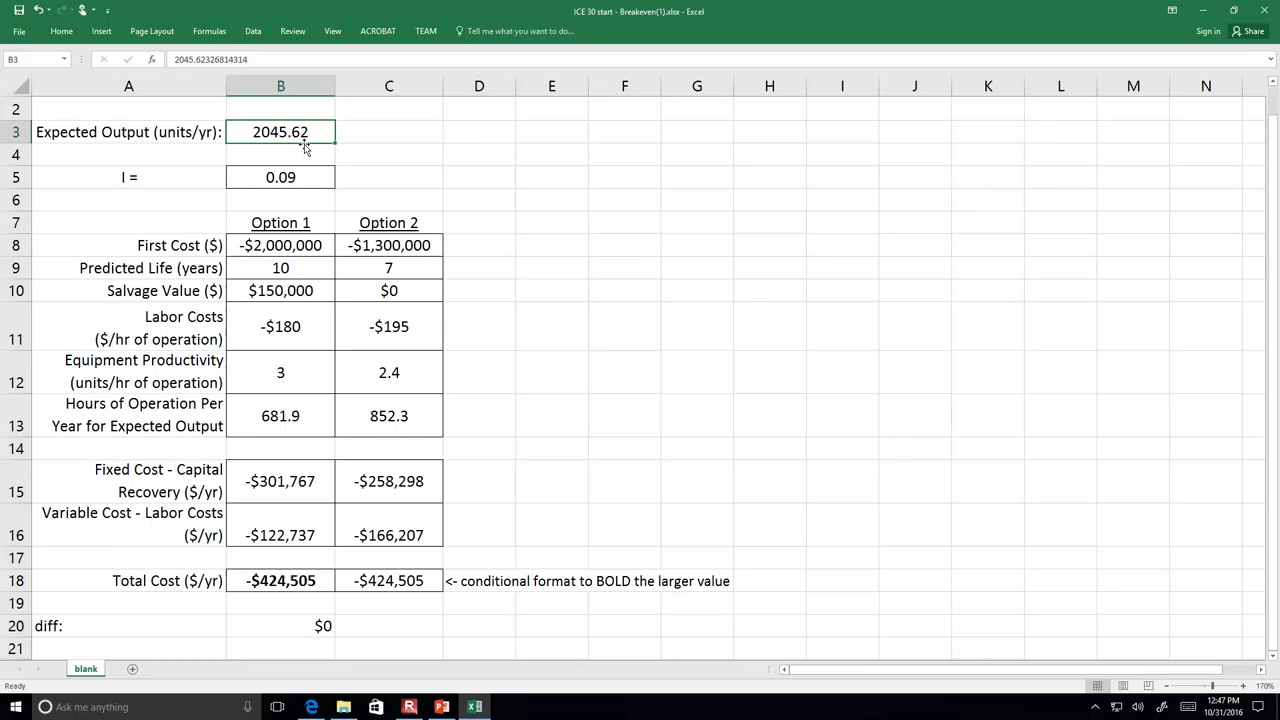 ICE 30 start - Breakeven(1).xlsx - Excel
File Home Insert Page Layout Formulas Data Review View ACROBAT TEAM Tell me what you want to do... Sign in Share
B3 fx 2045.62326814314
A B C D E F G H I J K L M N
2
3 Expected Output (units/yr): 2045.62
4
5 I = 0.09
6
7 Option 1 Option 2
8 First Cost ($) -$2,000,000 -$1,300,000
9 Predicted Life (years) 10 7
10 Salvage Value ($) $150,000 $0
Labor Costs
11 ($/hr of operation) -$180 -$195
Equipment Productivity
12 (units/hr of operation) 3 2.4
Hours of Operation Per
13 Year for Expected Output 681.9 852.3
14
Fixed Cost - Capital
15 Recovery ($/yr) -$301,767 -$258,298
Variable Cost - Labor Costs
16 ($/yr) -$122,737 -$166,207
17
18 Total Cost ($/yr) -$424,505 -$424,505 <- conditional format to BOLD the larger value
19
20 diff: $0
21
blank
Ready 170%
Ask me anything
12:47 PM
10/31/2016